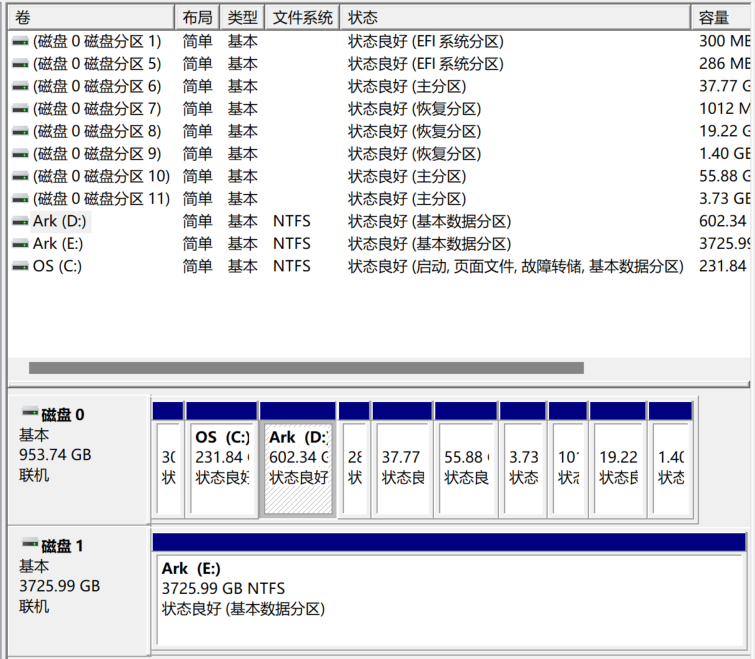 卷 布局 类型 文件系统 状态 容量
(磁盘 0 磁盘分区 1) 简单 基本 状态良好 (EFI 系统分区) 300 MB
(磁盘 0 磁盘分区 5) 简单 基本 状态良好 (EFI 系统分区) 286 MB
(磁盘 0 磁盘分区 6) 简单 基本 状态良好 (主分区) 37.77 G
(磁盘 0 磁盘分区 7) 简单 基本 状态良好 (恢复分区) 1012 M
(磁盘 0 磁盘分区 8) 简单 基本 状态良好 (恢复分区) 19.22 G
(磁盘 0 磁盘分区 9) 简单 基本 状态良好 (恢复分区) 1.40 GB
(磁盘 0 磁盘分区 10) 简单 基本 状态良好 (主分区) 55.88 G
(磁盘 0 磁盘分区 11) 简单 基本 状态良好 (主分区) 3.73 GB
Ark (D:) 简单 基本 NTFS 状态良好 (基本数据分区) 602.34
Ark (E:) 简单 基本 NTFS 状态良好 (基本数据分区) 3725.99
OS (C:) 简单 基本 NTFS 状态良好 (启动, 页面文件, 故障转储, 基本数据分区) 231.84
磁盘 0
基本
953.74 GB
联机
30
状
OS (C:)
231.84
状态良好
Ark (D:
602.34 G
状态良好
28
状
37.77
状态良
55.88
状态良
3.73
状态
10
状态
19.22
状态良
1.40
状态
磁盘 1
基本
3725.99 GB
联机
Ark (E:)
3725.99 GB NTFS
状态良好 (基本数据分区)